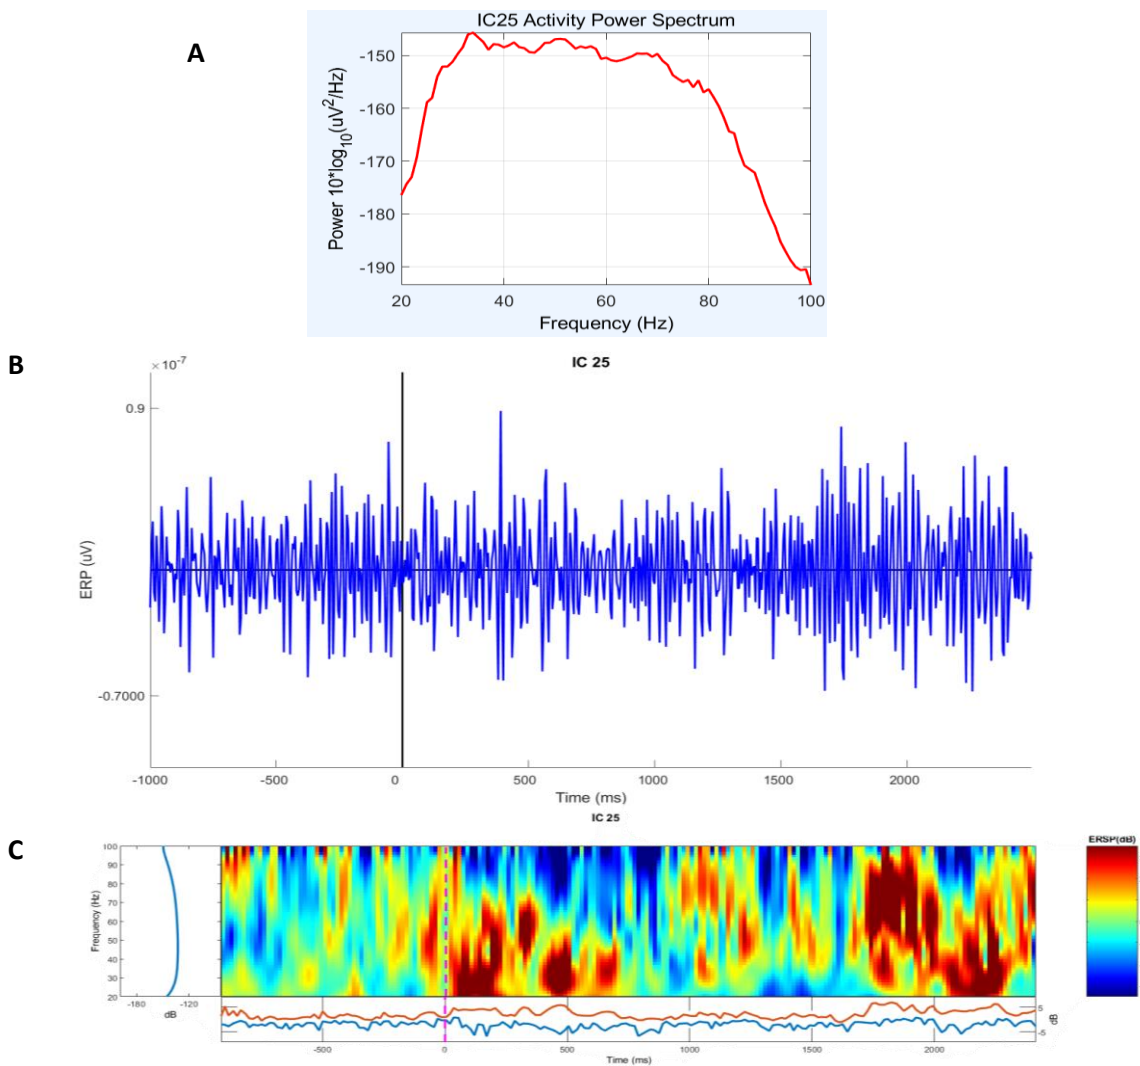 A
IC25 Activity Power Spectrum
Power 10*log10(uV2/Hz)
-150
-160
-170
-180
-190
20 40 60 80 100
Frequency (Hz)
B
×10-7
IC 25
0.9
ERP (uV)
-0.7000
-1000 -500 0 500 1000 1500 2000
Time (ms)
C
IC 25
ERSP(dB)
Frequency (Hz)
100
90
80
70
60
50
40
30
20
-180 -120
dB
5
-5
dB
-500 0 500 1000 1500 2000
Time (ms)